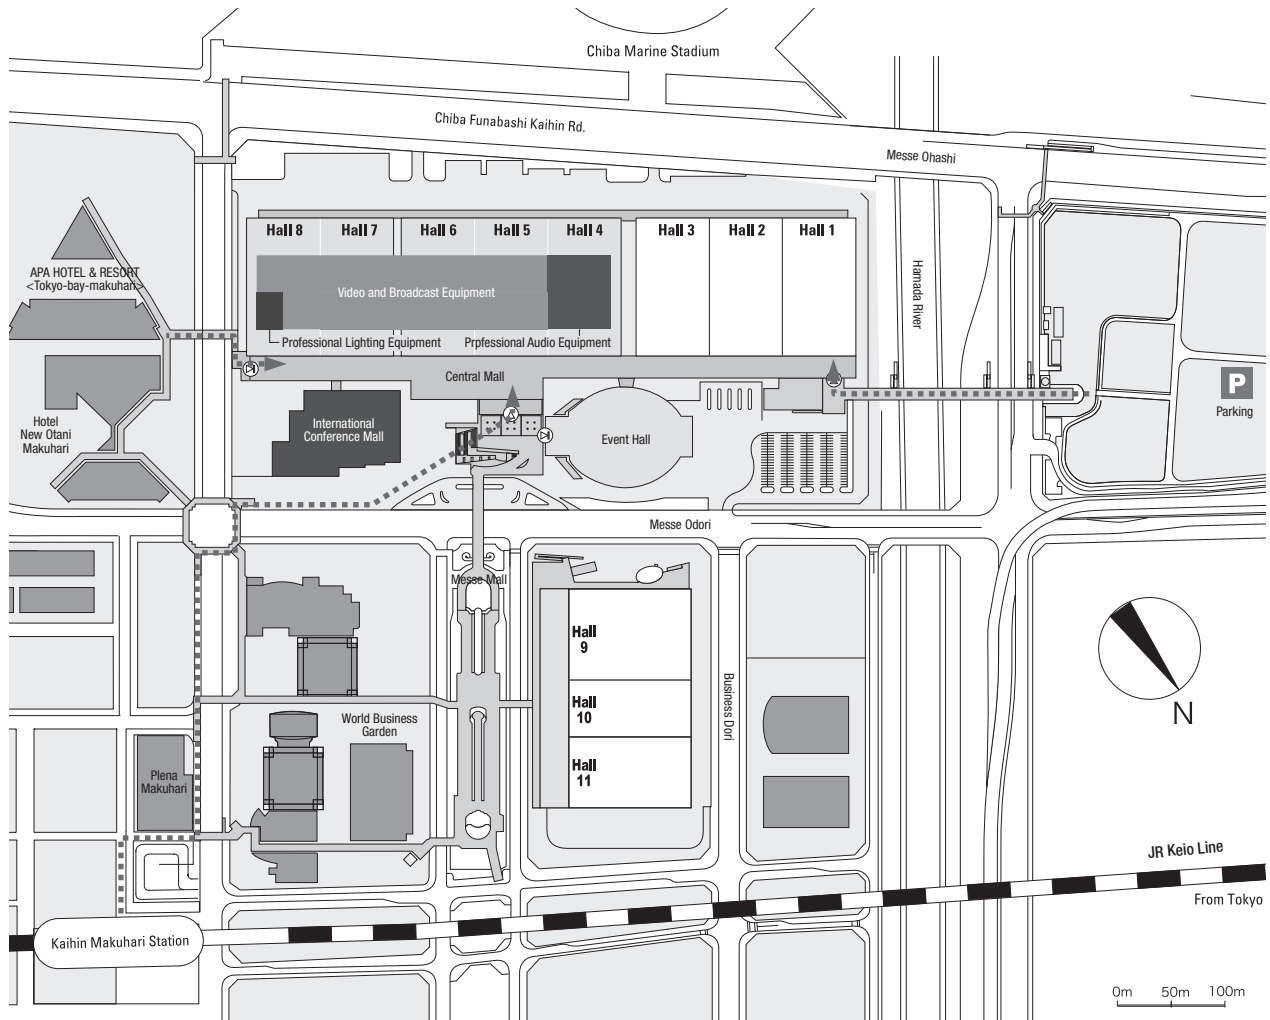 Chiba Marine Stadium
Chiba Funabashi Kaihin Rd.
Messe Ohashi
Hall 8
Hall 7
Hall 6
Hall 5
Hall 4
Hall 3
Hall 2
Hall 1
APA HOTEL & RESORT
<Tokyo-bay-makuhari>
Video and Broadcast Equipment
Hamada River
Professional Lighting Equipment
Prpfessional Audio Equipment
Central Mall
P
Parking
Hotel
New Otani
Makuhari
International
Conference Mall
Event Hall
Messe Odori
Messe Mall
Hall
9
Hall
10
Hall
11
Business Dori
N
World Business
Garden
Plena
Makuhari
JR Keio Line
From Tokyo
Kaihin Makuhari Station
0m
50m
100m